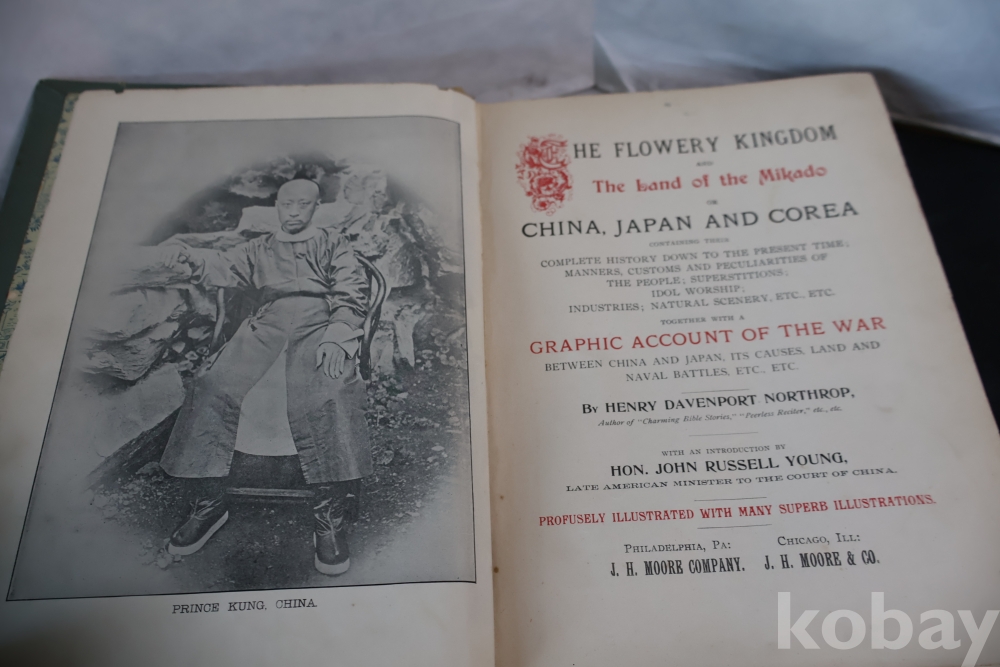 PRINCE KUNG, CHINA.
THE FLOWERY KINGDOM
AND
The Land of the Mikado
OR
CHINA, JAPAN AND COREA
CONTAINING THEIR
COMPLETE HISTORY DOWN TO THE PRESENT TIME;
MANNERS, CUSTOMS AND PECULIARITIES OF
THE PEOPLE; SUPERSTITIONS;
IDOL WORSHIP;
INDUSTRIES; NATURAL SCENERY, ETC., ETC.
TOGETHER WITH A
GRAPHIC ACCOUNT OF THE WAR
BETWEEN CHINA AND JAPAN, ITS CAUSES, LAND AND
NAVAL BATTLES, ETC., ETC.
BY HENRY DAVENPORT NORTHROP,
Author of "Charming Bible Stories," "Peerless Reciter," etc., etc.
WITH AN INTRODUCTION BY
HON. JOHN RUSSELL YOUNG,
LATE AMERICAN MINISTER TO THE COURT OF CHINA.
PROFUSELY ILLUSTRATED WITH MANY SUPERB ILLUSTRATIONS.
PHILADELPHIA, PA: CHICAGO, ILL:
J. H. MOORE COMPANY. J. H. MOORE & CO.
kobay